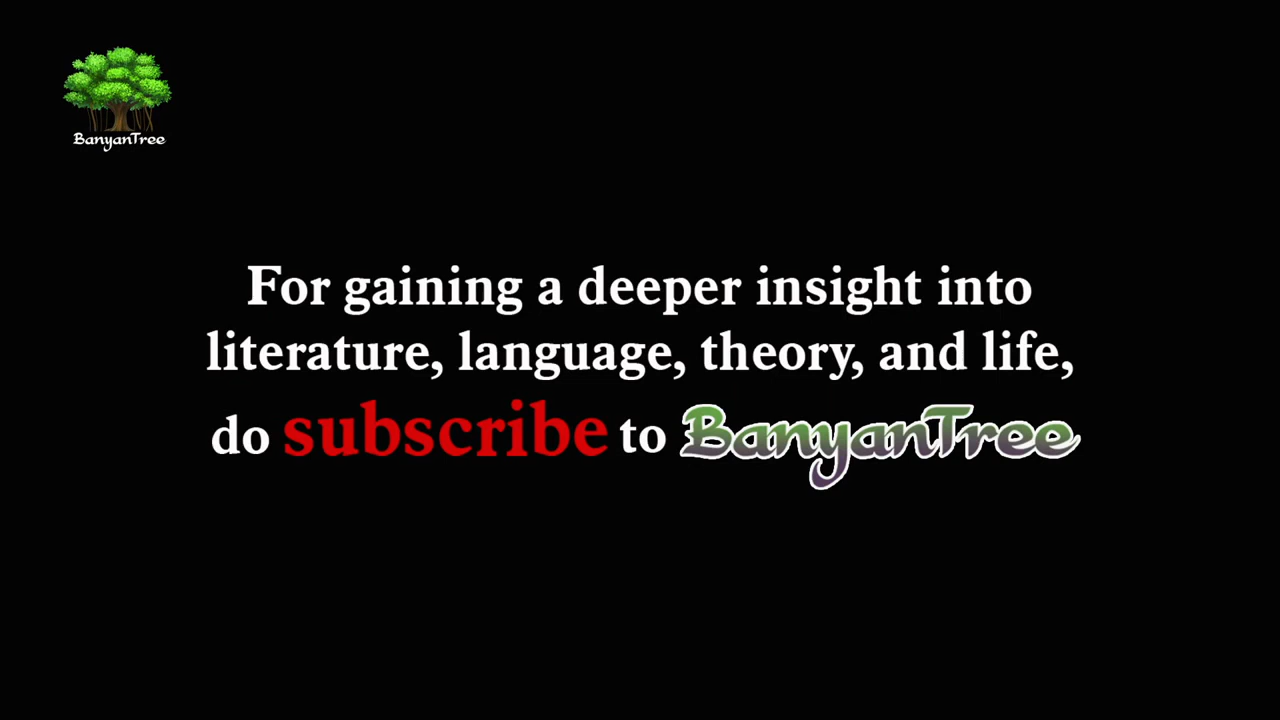 BanyanTree
For gaining a deeper insight into
literature, language, theory, and life,
do subscribe to BanyanTree